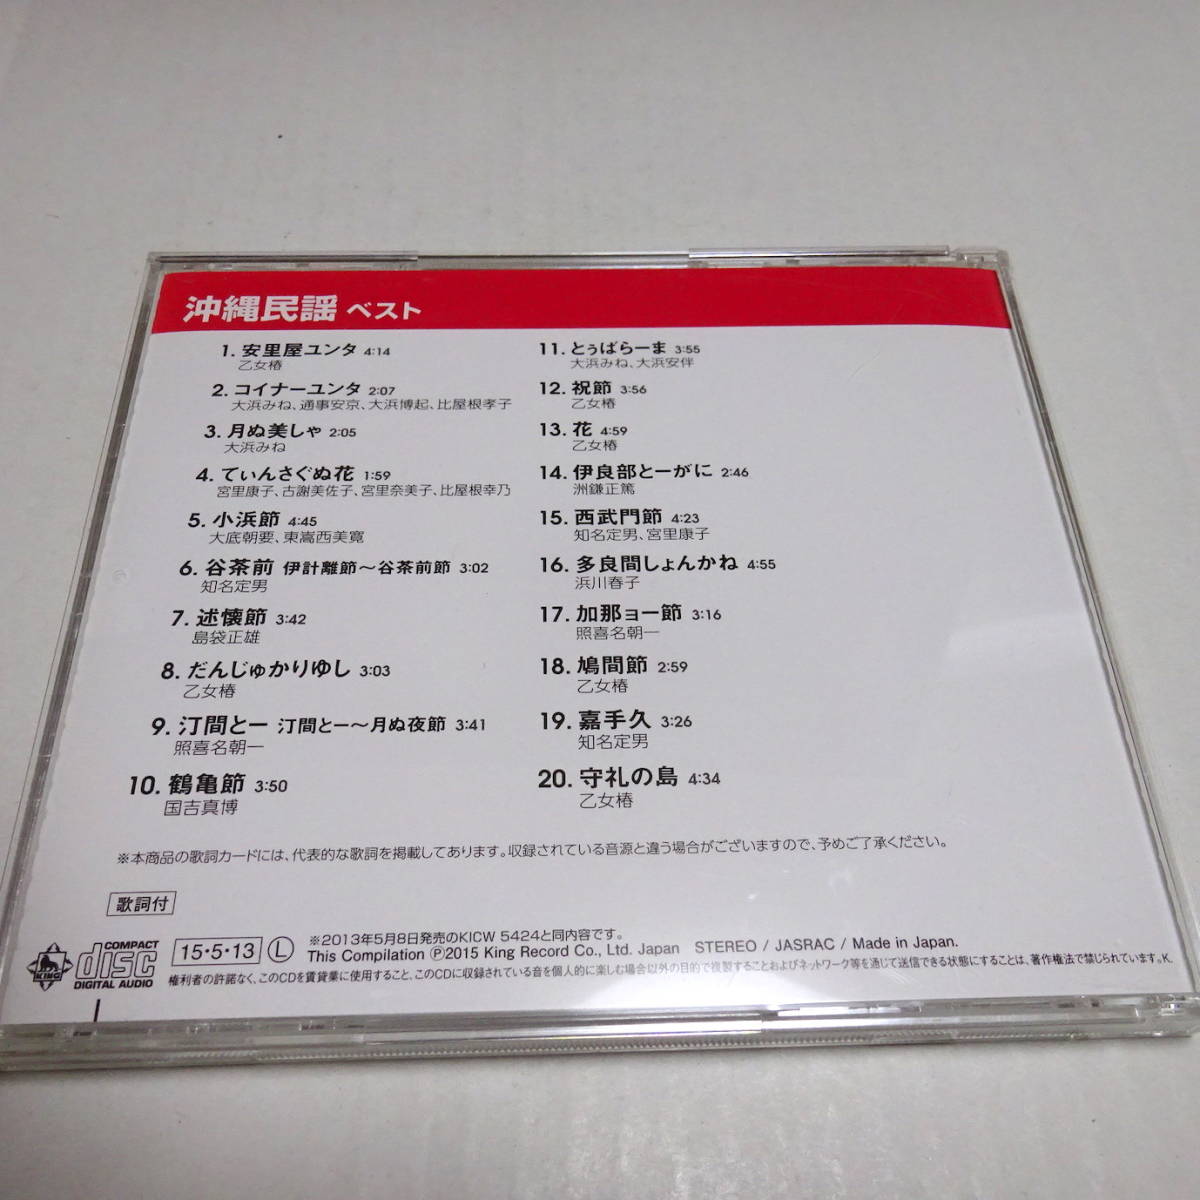 沖縄民謡 ベスト
1. 安里屋ユンタ 4:14
乙女椿
2. コイナーユンタ 2:07
大浜みね、通事安京、大浜博起、比屋根孝子
3. 月ぬ美しゃ 2:05
大浜みね
4. てぃんさぐぬ花 1:59
宮里康子、古謝美佐子、宮里奈美子、比屋根幸乃
5. 小浜節 4:45
大底朝要、東嵩西美寛
6. 谷茶前 伊計離節～谷茶前節 3:02
知名定男
7. 述懐節 3:42
島袋正雄
8. だんじゅかりゆし 3:03
乙女椿
9. 汀間とー 汀間とー～月ぬ夜節 3:41
照喜名朝一
10. 鶴亀節 3:50
国吉真博
11. とぅばらーま 3:55
大浜みね、大浜安伴
12. 祝節 3:56
乙女椿
13. 花 4:59
乙女椿
14. 伊良部とーがに 2:46
洲鎌正篤
15. 西武門節 4:23
知名定男、宮里康子
16. 多良間しょんかね 4:55
浜川春子
17. 加那ョー節 3:16
照喜名朝一
18. 鳩間節 2:59
乙女椿
19. 嘉手久 3:26
知名定男
20. 守礼の島 4:34
乙女椿
※本商品の歌詞カードには、代表的な歌詞を掲載してあります。収録されている音源と違う場合がございますので、予めご了承ください。
歌詞付
KING
COMPACT
disc
DIGITAL AUDIO
15・5・13 Ⓛ
※2013年5月8日発売のKICW 5424と同内容です。
This Compilation Ⓟ2015 King Record Co., Ltd. Japan STEREO / JASRAC / Made in Japan.
権利者の許諾なく、このCDを賃貸業に使用すること、このCDに収録されている音を個人的に楽しむ場合以外の目的で複製することおよびネットワーク等を通じて送信できる状態にすることは、著作権法で禁じられています。K.